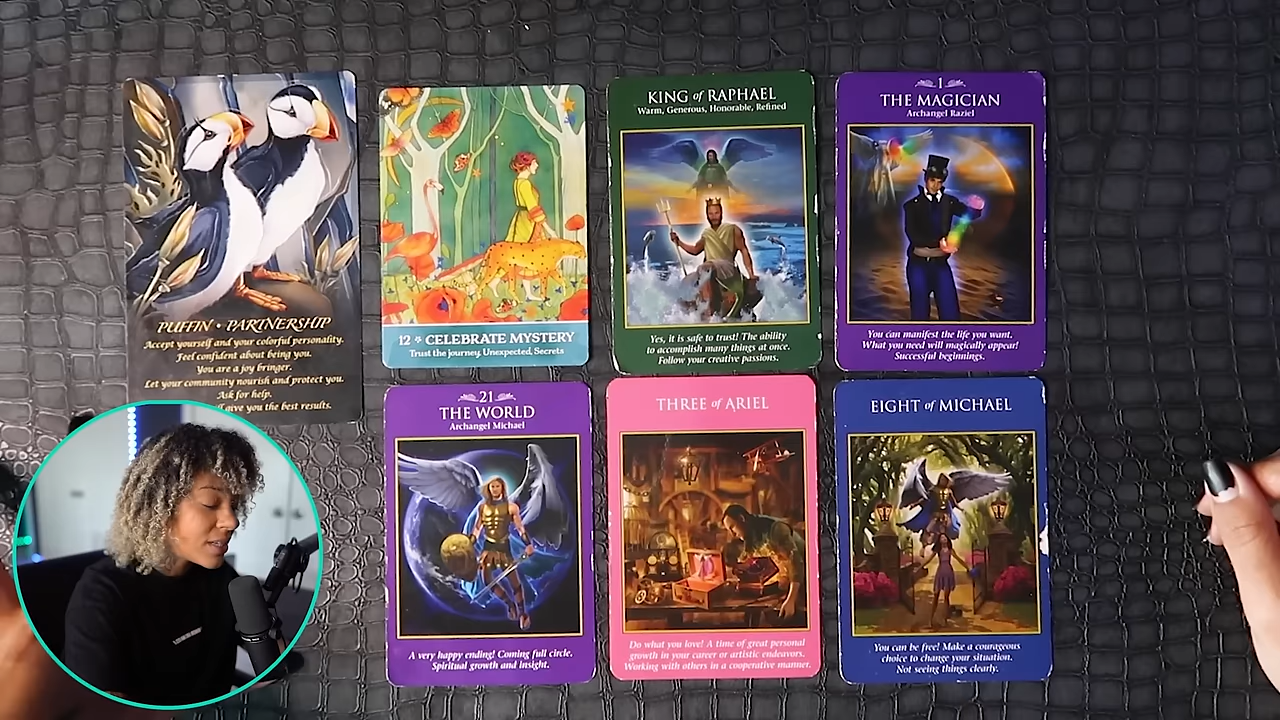 PUFFIN • PARTNERSHIP
Accept yourself and your colorful personality.
Feel confident about being you.
You are a joy bringer.
Let your community nourish and protect you.
Ask for help.
give you the best results.
12 CELEBRATE MYSTERY
Trust the journey, Unexpected, Secrets
KING of RAPHAEL
Warm, Generous, Honorable, Refined
Yes, it is safe to trust! The ability
to accomplish many things at once.
Follow your creative passions.
1
THE MAGICIAN
Archangel Raziel
You can manifest the life you want.
What you need will magically appear!
Successful beginnings.
21
THE WORLD
Archangel Michael
A very happy ending! Coming full circle.
Spiritual growth and insight.
THREE of ARIEL
Do what you love! A time of great personal
growth in your career or artistic endeavors.
Working with others in a cooperative manner.
EIGHT of MICHAEL
You can be free! Make a courageous
choice to change your situation.
Not seeing things clearly.